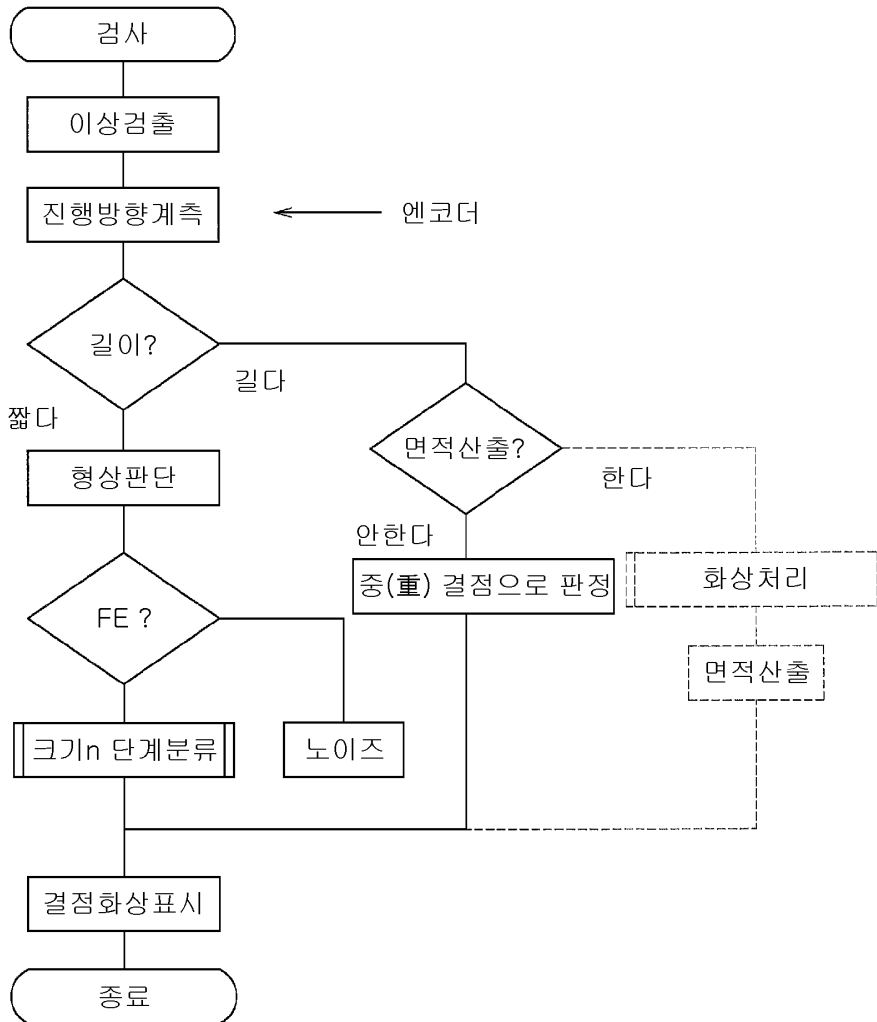 검사
이상검출
진행방향계측
엔코더
길이?
길다
짧다
면적산출?
한다
형상판단
안한다
중(重) 결점으로 판정
화상처리
FE ?
면적산출
크기n 단계분류
노이즈
결점화상표시
종료